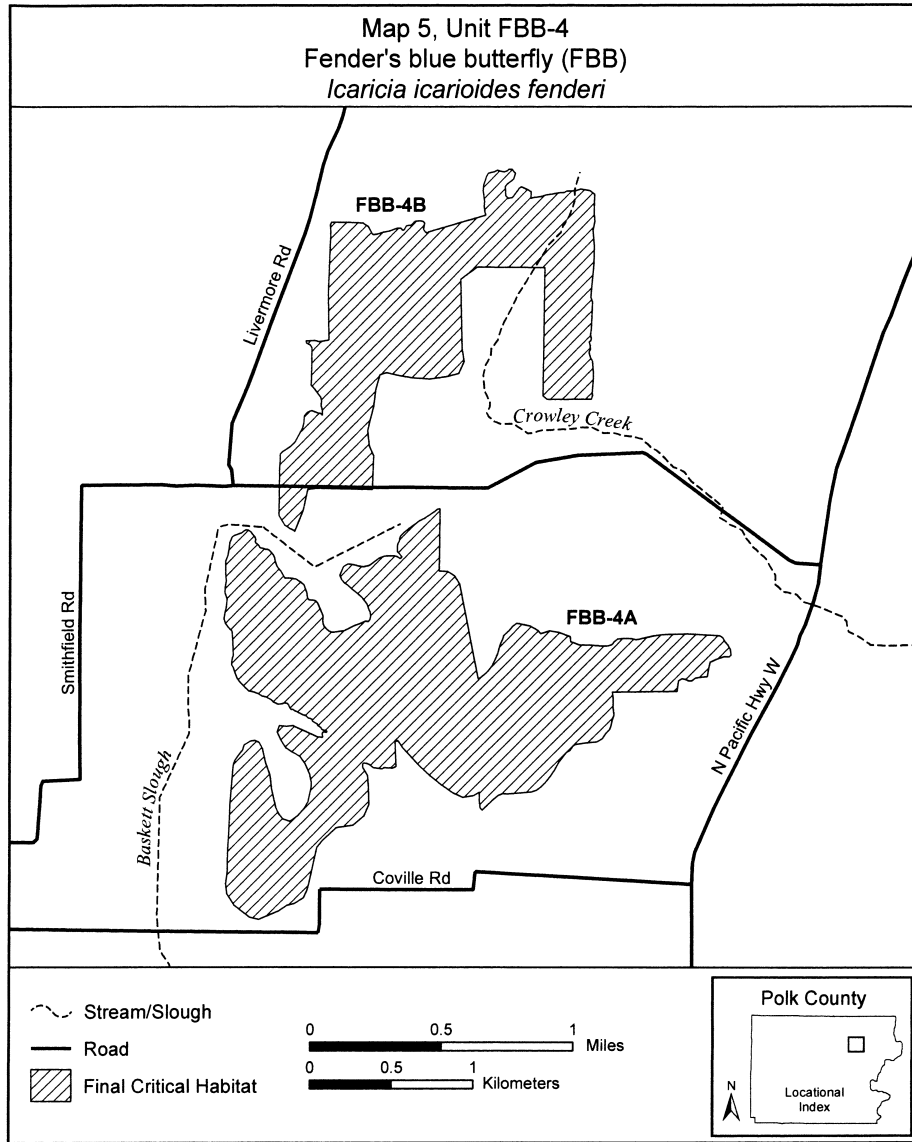 Map 5, Unit FBB-4
Fender's blue butterfly (FBB)
Icaricia icarioides fenderi
FBB-4B
Livermore Rd
Crowley Creek
FBB-4A
Smithfield Rd
N Pacific Hwy W
Baskett Slough
Coville Rd
Stream/Slough
Road
Final Critical Habitat
0 0.5 1
Miles
0 0.5 1
Kilometers
Polk County
N
Locational
Index